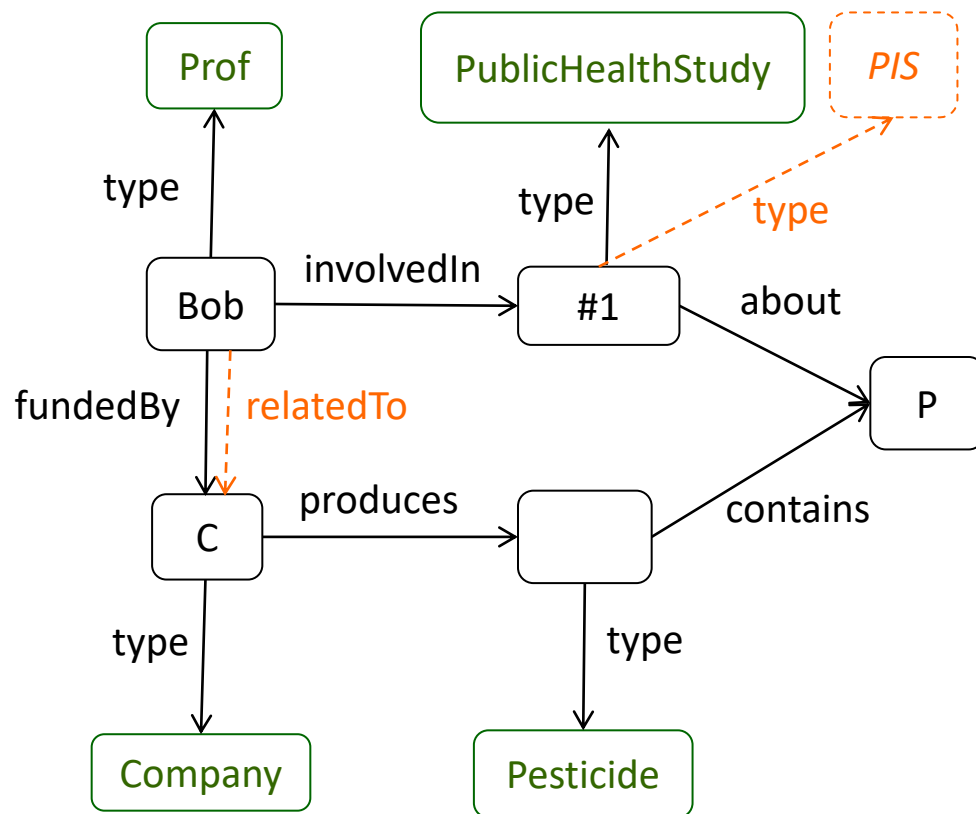 Prof
PublicHealthStudy
PIS
type
type
type
involvedIn
Bob
#1
about
fundedBy
relatedTo
P
produces
contains
C
type
type
Company
Pesticide